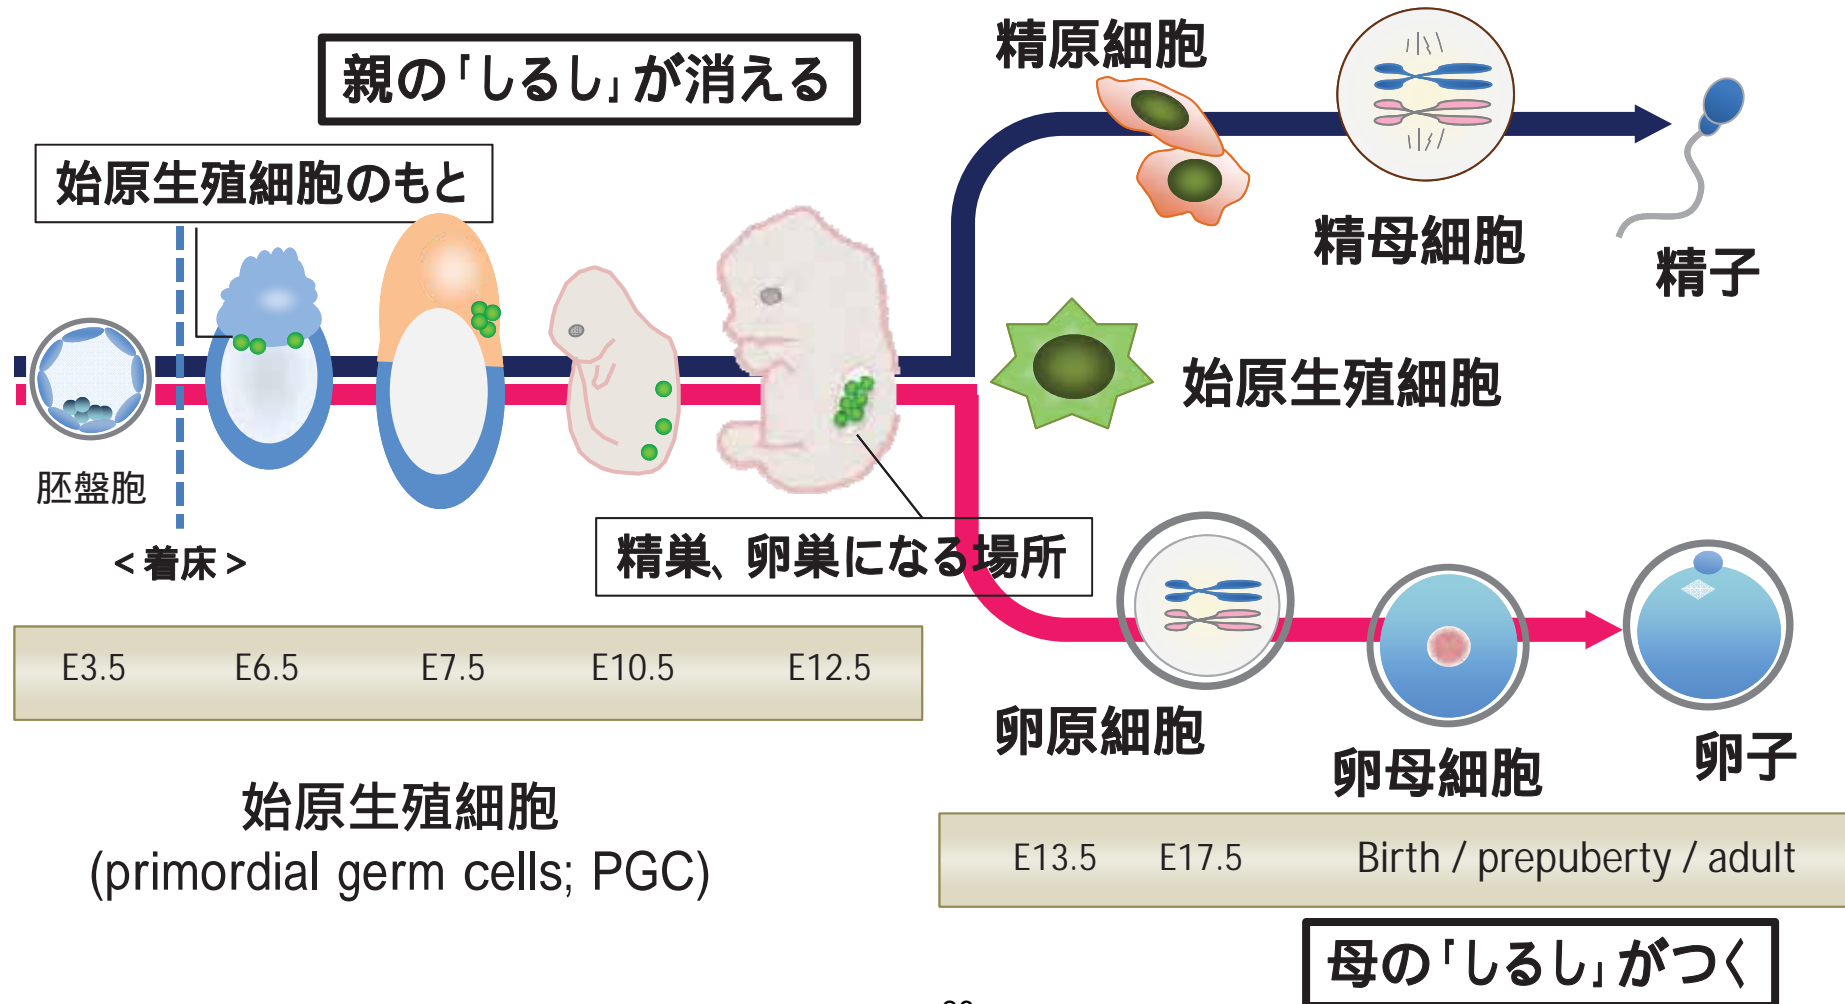 親の「しるし」が消える
始原生殖細胞のもと
胚盤胞
<着床>
精巣、卵巣になる場所
E3.5 E6.5 E7.5 E10.5 E12.5
始原生殖細胞
(primordial germ cells; PGC)
精原細胞
精母細胞
精子
始原生殖細胞
卵原細胞
卵母細胞
卵子
E13.5 E17.5 Birth / prepuberty / adult
母の「しるし」がつく